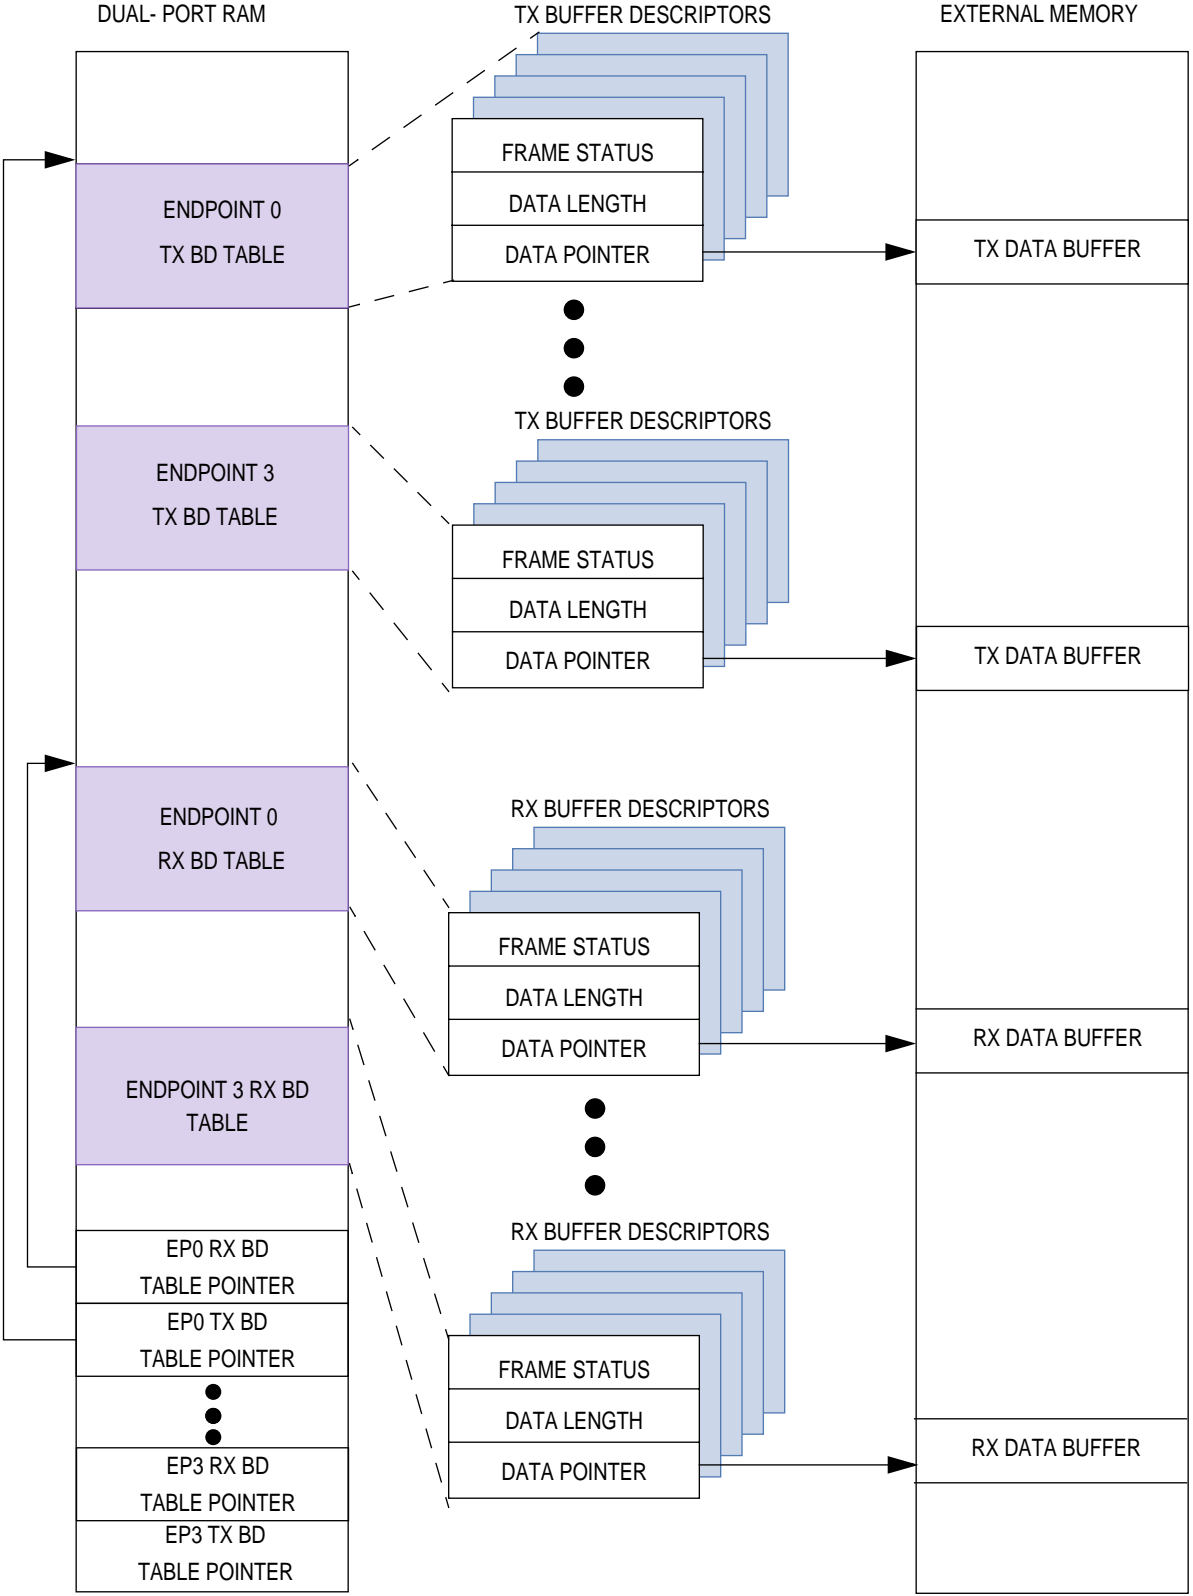 DUAL- PORT RAM
TX BUFFER DESCRIPTORS
EXTERNAL MEMORY
FRAME STATUS
DATA LENGTH
DATA POINTER
ENDPOINT 0
TX BD TABLE
TX DATA BUFFER
TX BUFFER DESCRIPTORS
ENDPOINT 3
TX BD TABLE
FRAME STATUS
DATA LENGTH
DATA POINTER
TX DATA BUFFER
ENDPOINT 0
RX BD TABLE
RX BUFFER DESCRIPTORS
FRAME STATUS
DATA LENGTH
DATA POINTER
RX DATA BUFFER
ENDPOINT 3 RX BD
TABLE
RX BUFFER DESCRIPTORS
EP0 RX BD
TABLE POINTER
EP0 TX BD
TABLE POINTER
FRAME STATUS
DATA LENGTH
DATA POINTER
RX DATA BUFFER
EP3 RX BD
TABLE POINTER
EP3 TX BD
TABLE POINTER